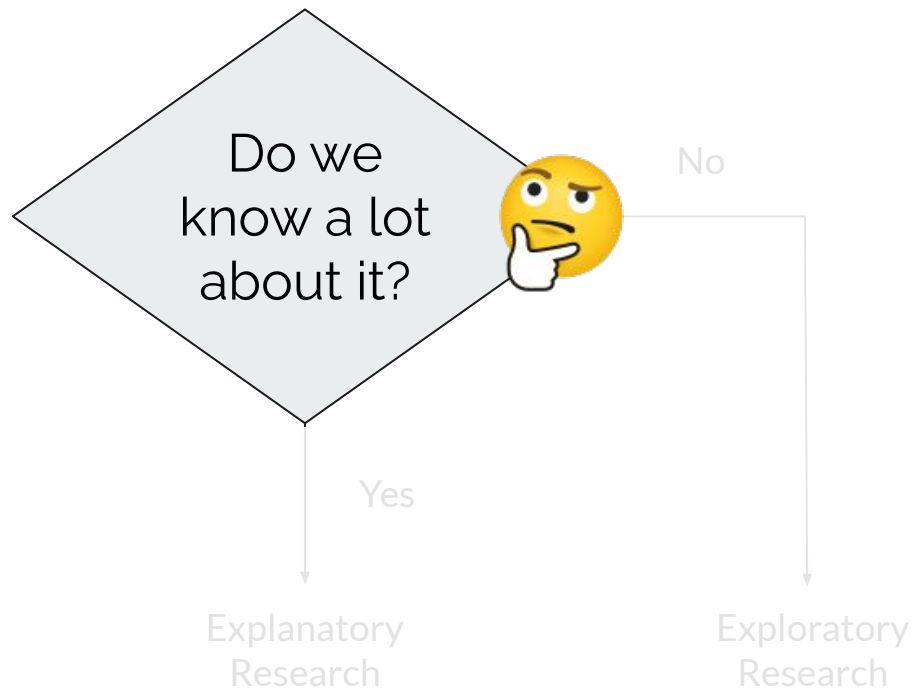 Do we
know a lot
about it?
No
Yes
Explanatory
Research
Exploratory
Research